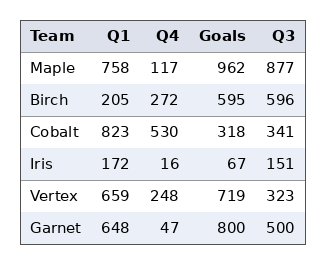 Team Q1 Q4 Goals Q3
Maple 758 117 962 877
Birch 205 272 595 596
Cobalt 823 530 318 341
Iris 172 16 67 151
Vertex 659 248 719 323
Garnet 648 47 800 500